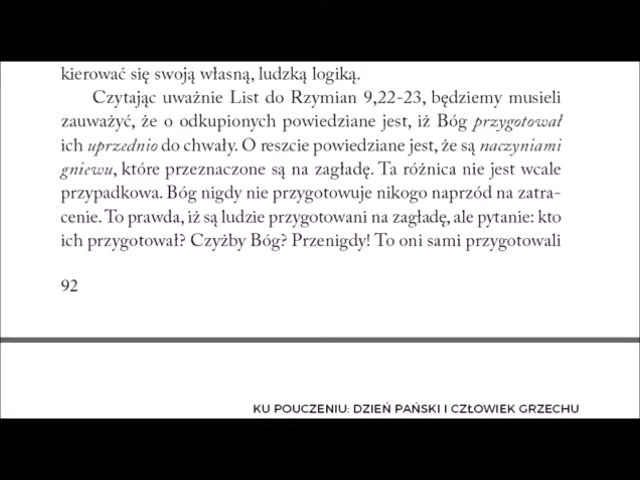 kierować się swoją własną, ludzką logiką.
Czytając uważnie List do Rzymian 9,22-23, będziemy musieli
zauważyć, że o odkupionych powiedziane jest, iż Bóg przygotował
ich uprzednio do chwały. O reszcie powiedziane jest, że są naczyniami
gniewu, które przeznaczone są na zagładę. Ta różnica nie jest wcale
przypadkowa. Bóg nigdy nie przygotowuje nikogo naprzód na zatra-
cenie. To prawda, iż są ludzie przygotowani na zagładę, ale pytanie: kto
ich przygotował? Czyżby Bóg? Przenigdy! To oni sami przygotowali
92
KU POUCZENIU: DZIEŃ PAŃSKI I CZŁOWIEK GRZECHU